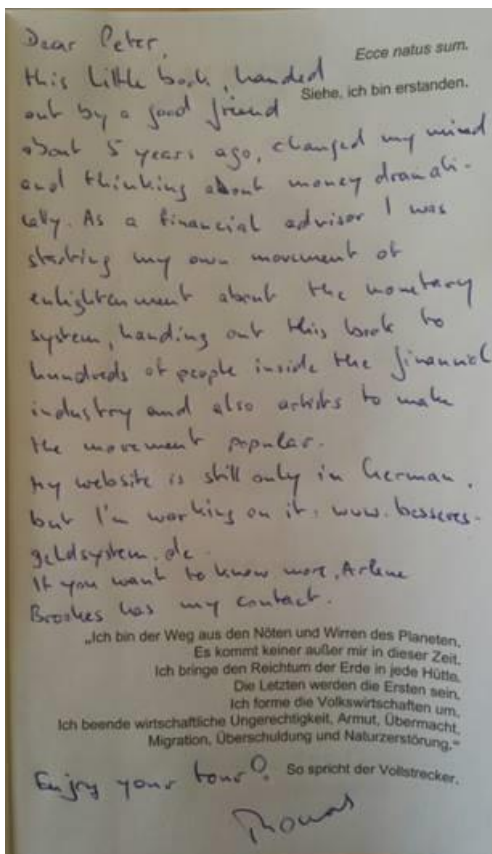 Dear Peter,
Ecce natus sum.
this little book, handed
Siehe, ich bin erstanden.
out by a good friend
about 5 years ago, changed my mind
and thinking about money dramati-
cally. As a financial advisor I was
starting my own movement of
enlightenment about the monetary
system, handing out this book to
hundreds of people inside the financial
industry and also artists to make
the movement popular.
My website is still only in German,
but I'm working on it. www.besseres-
geldsystem.de.
If you want to know more, Arlene
Brookes has my contact.
„Ich bin der Weg aus den Nöten und Wirren des Planeten,
Es kommt keiner außer mir in dieser Zeit.
Ich bringe den Reichtum der Erde in jede Hütte.
Die Letzten werden die Ersten sein.
Ich forme die Volkswirtschaften um.
Ich beende wirtschaftliche Ungerechtigkeit, Armut, Übermacht,
Migration, Überschuldung und Naturzerstörung."
So spricht der Vollstrecker.
Enjoy your tour!
Thomas